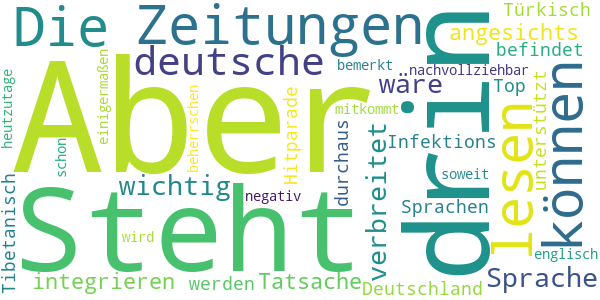 Die
Zeitungen
Türkisch
angesichts
befindet
deutsche
bemerkt
nachvollziehbar
wäre
Top
Aber
drin
lesen
können
unterstützt
heutzutage
einigermaßen
schon
beherrschen
Hitparade
mitkommt
durchaus
verbreitet
Infektions
soweit
Sprachen
wichtig
negativ
Steht
Tibetanisch
wird
integrieren
werden
Tatsache
Deutschland
englisch
Sprache